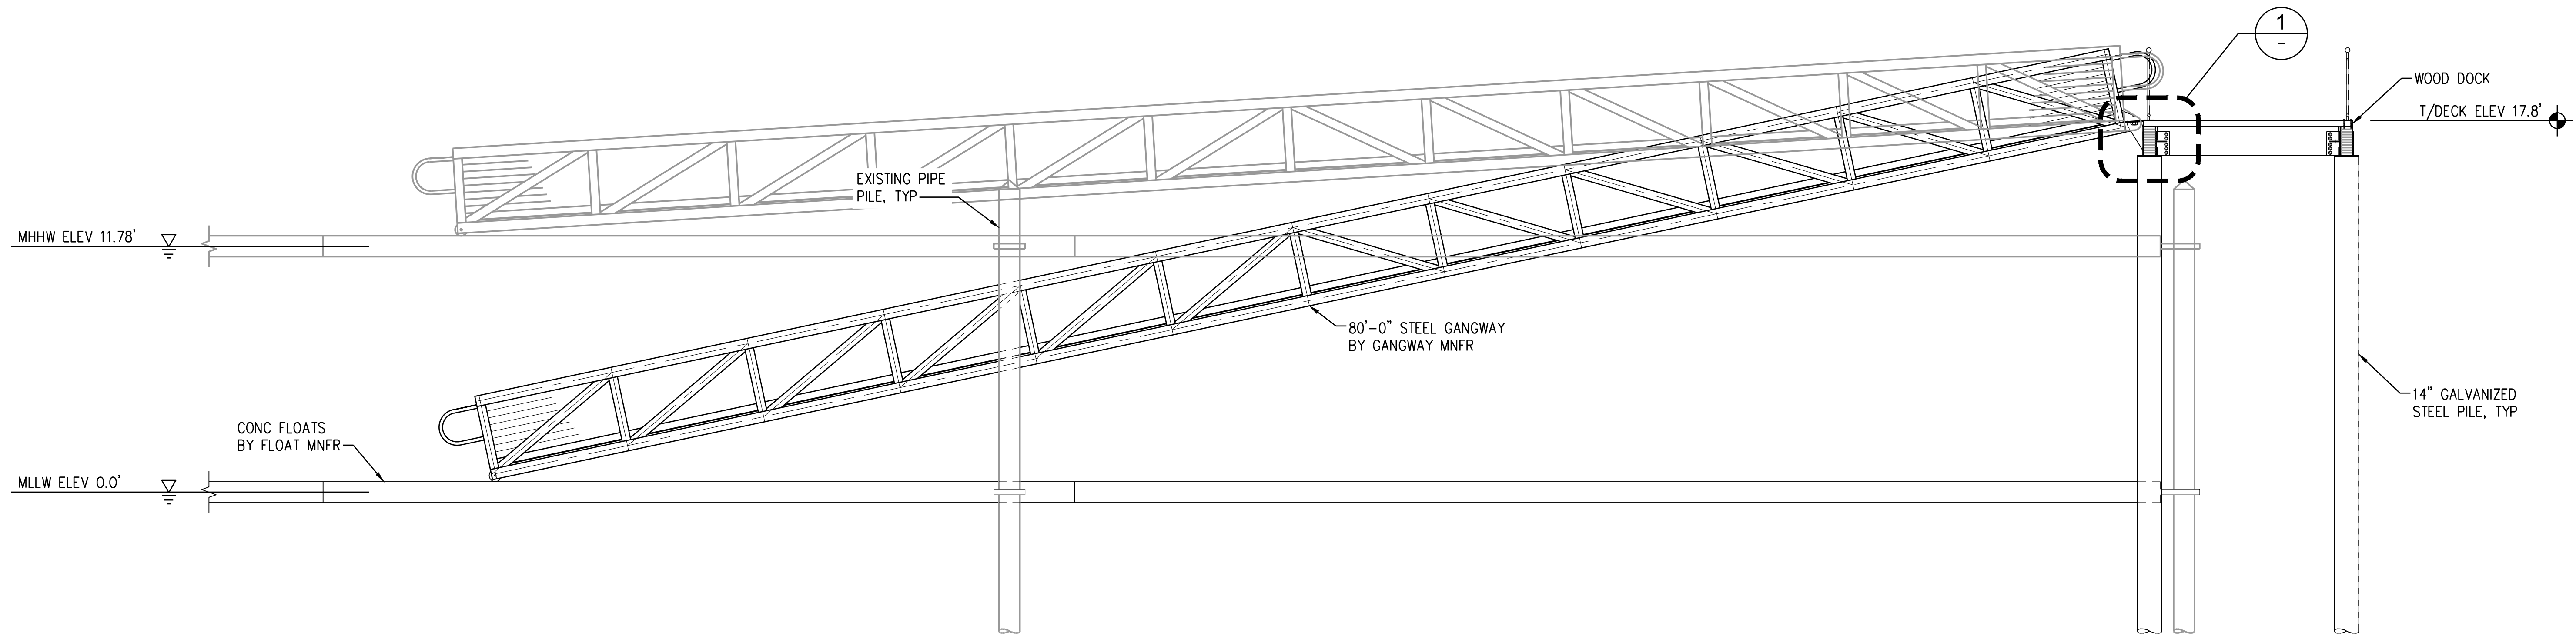 1
-
WOOD DOCK
T/DECK ELEV 17.8'
EXISTING PIPE
PILE, TYP
MHHW ELEV 11.78'
80'-0" STEEL GANGWAY
BY GANGWAY MNFR
14" GALVANIZED
STEEL PILE, TYP
CONC FLOATS
BY FLOAT MNFR
MLLW ELEV 0.0'